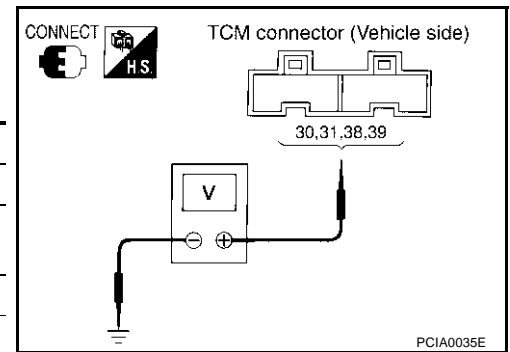 CONNECT
H.S.
TCM connector (Vehicle side)
30,31,38,39
V
− +
PCIA0035E